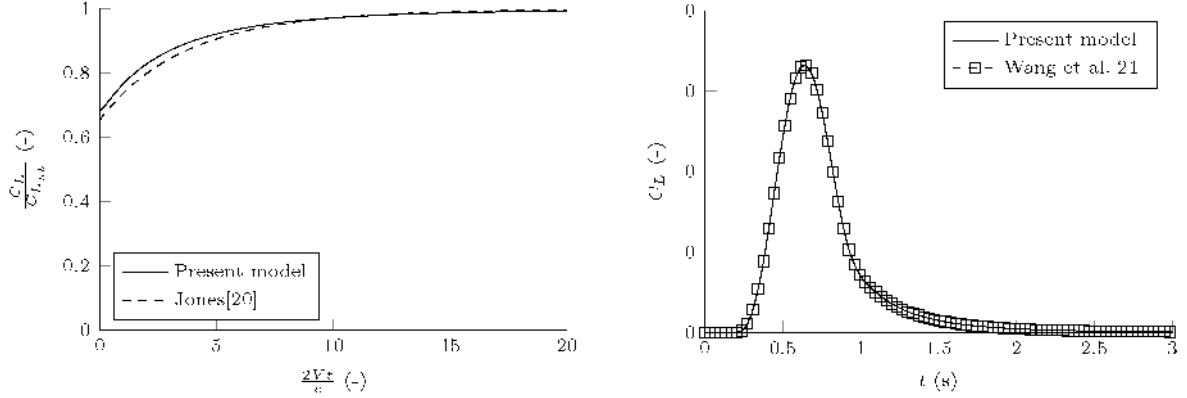 1
0.8
0.6
0.4
0.2
0
0
5
10
15
20
2Vt
c
(–)
C_L
(–)
Present model
Jones[20]
0
0
0
0
0
0
0.5
1
1.5
2
2.5
3
t (s)
C_L (–)
Present model
Wang et al. 21